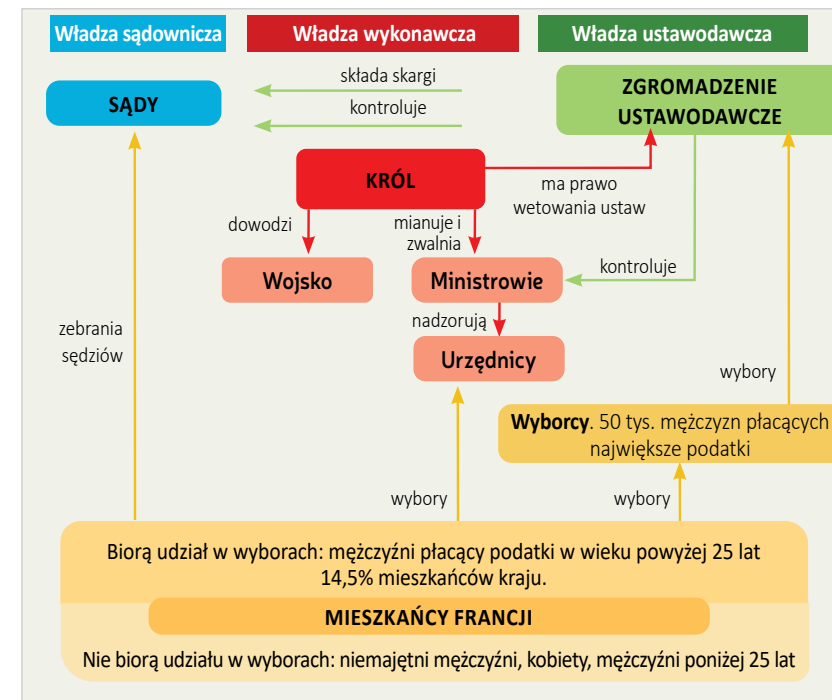 Władza sądownicza
Władza wykonawcza
Władza ustawodawcza
SĄDY
składa skargi
kontroluje
ZGROMADZENIE
USTAWODAWCZE
KRÓL
ma prawo
wetowania ustaw
dowodzi
mianuje i
zwalnia
Wojsko
Ministrowie
kontroluje
nadzorują
Urzędnicy
zebrania
sędziów
wybory
Wyborcy. 50 tys. mężczyzn płacących
największe podatki
wybory
wybory
Biorą udział w wyborach: mężczyźni płacący podatki w wieku powyżej 25 lat
14,5% mieszkańców kraju.
MIESZKAŃCY FRANCJI
Nie biorą udziału w wyborach: niemajętni mężczyźni, kobiety, mężczyźni poniżej 25 lat